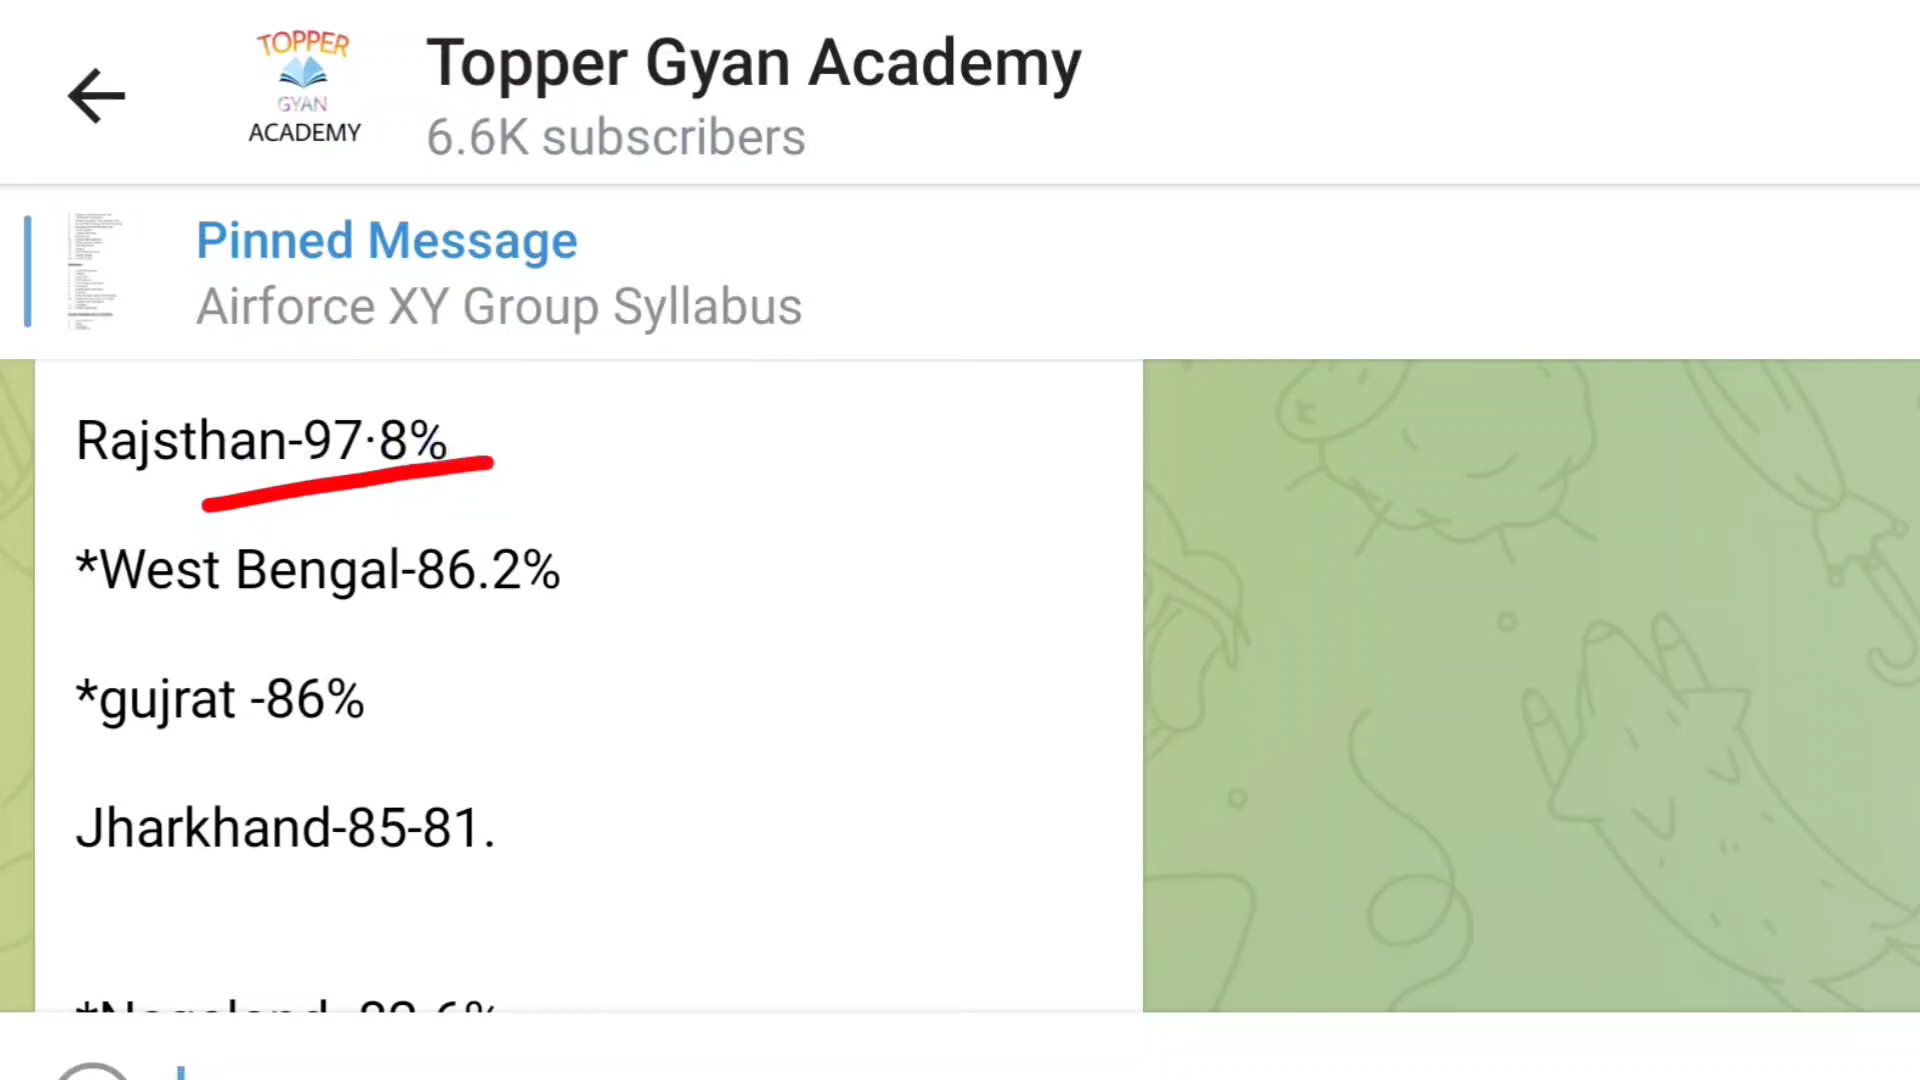 TOPPER
GYAN
ACADEMY
Topper Gyan Academy
6.6K subscribers
Pinned Message
Airforce XY Group Syllabus
Rajsthan-97·8%
*West Bengal-86.2%
*gujrat -86%
Jharkhand-85-81.